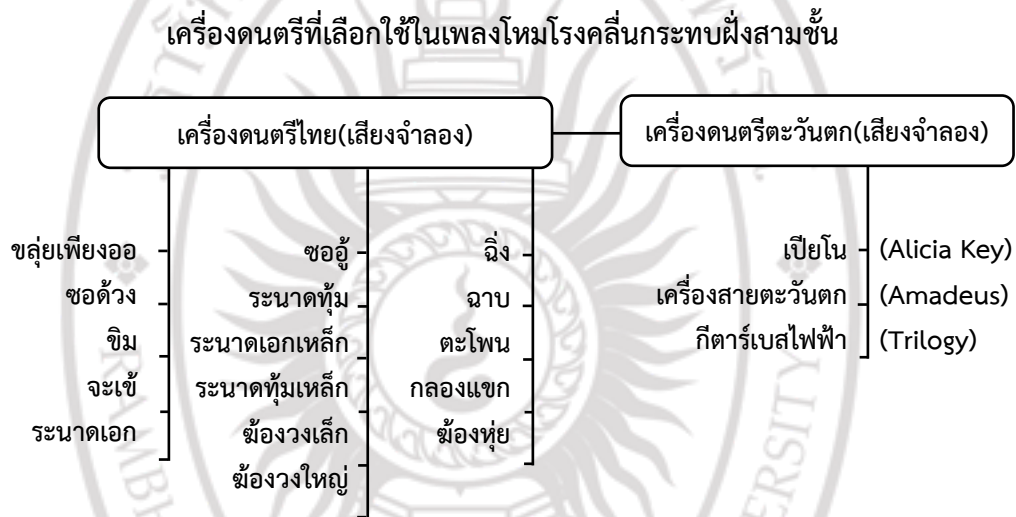 เครื่องดนตรีที่เลือกใช้ในเพลงโหมโรงคลื่นกระทบฝั่งสามชั้น
เครื่องดนตรีไทย(เสียงจำลอง)
ขลุ่ยเพียงออ
ซอด้วง
ขิม
จะเข้
ระนาดเอก
ซออู้
ระนาดทุ้ม
ระนาดเอกเหล็ก
ระนาดทุ้มเหล็ก
ฆ้องวงเล็ก
ฆ้องวงใหญ่
ฉิ่ง
ฉาบ
ตะโพน
กลองแขก
ฆ้องหุ่ย
เครื่องดนตรีตะวันตก(เสียงจำลอง)
เปียโน (Alicia Key)
เครื่องสายตะวันตก (Amadeus)
กีตาร์เบสไฟฟ้า (Trilogy)